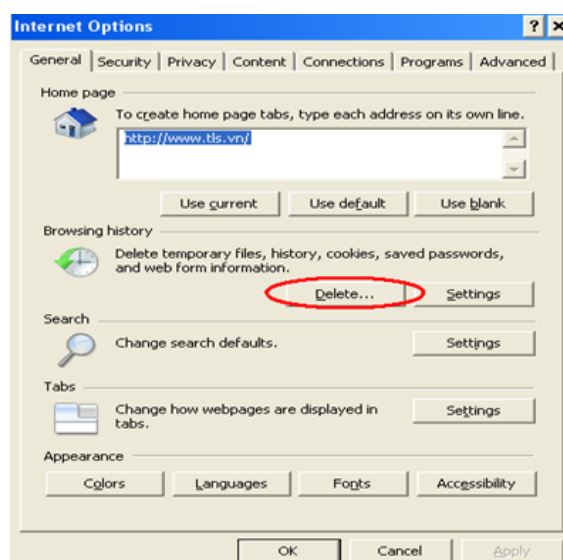 Internet Options
General Security Privacy Content Connections Programs Advanced
Home page
To create home page tabs, type each address on its own line.
http://www.tls.vn/
Use current Use default Use blank
Browsing history
Delete temporary files, history, cookies, saved passwords,
and web form information.
Delete... Settings
Search
Change search defaults. Settings
Tabs
Change how webpages are displayed in Settings
tabs.
Appearance
Colors Languages Fonts Accessibility
OK Cancel Apply